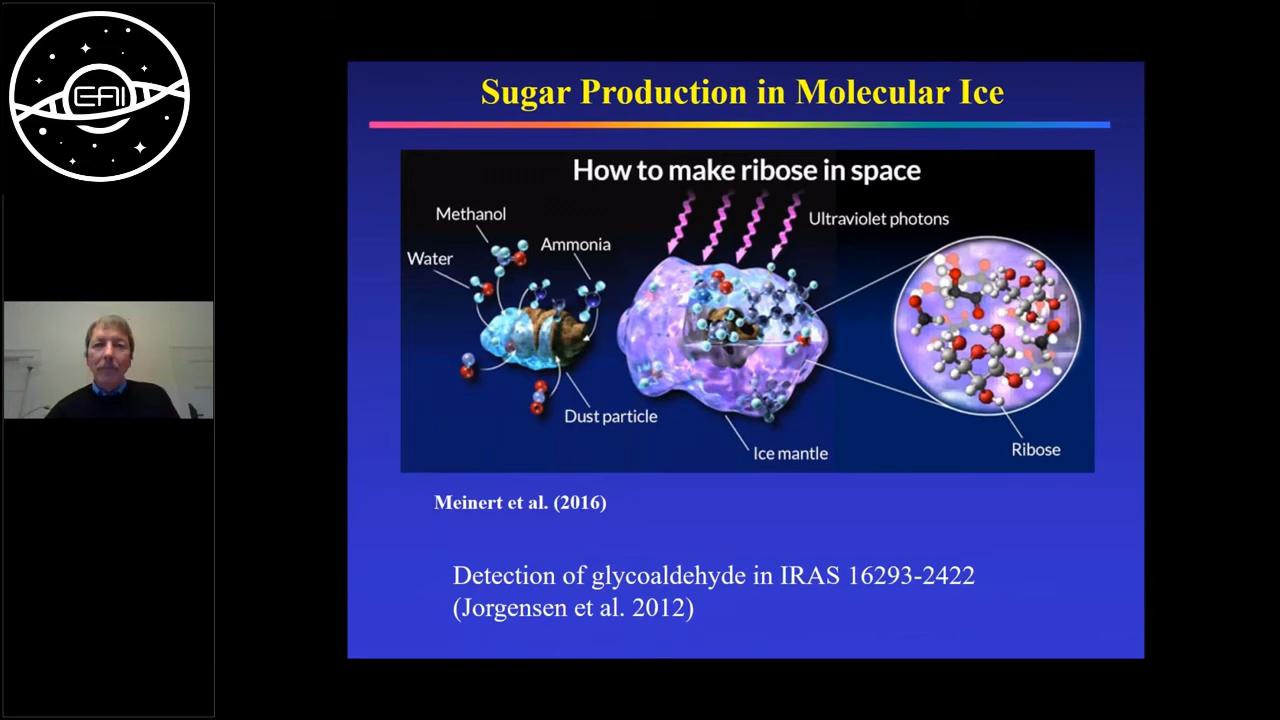 EAI
Sugar Production in Molecular Ice
How to make ribose in space
Methanol
Ultraviolet photons
Ammonia
Water
Dust particle
Ice mantle
Ribose
Meinert et al. (2016)
Detection of glycoaldehyde in IRAS 16293-2422
(Jorgensen et al. 2012)